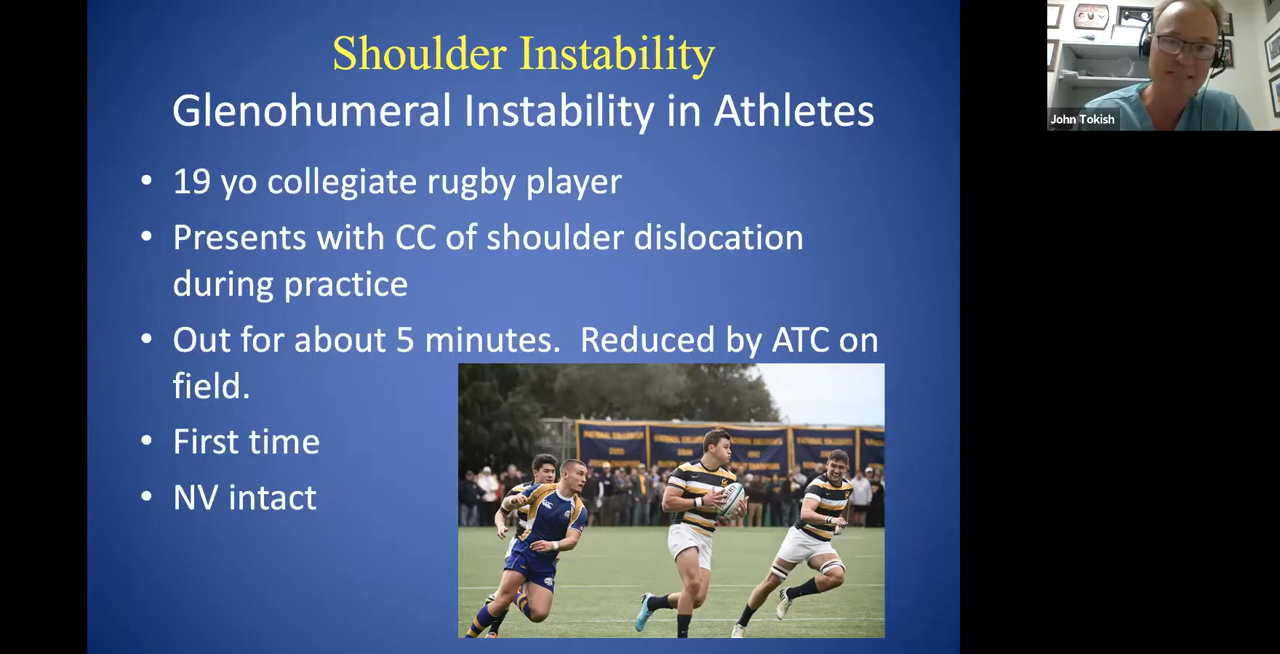 Shoulder Instability
Glenohumeral Instability in Athletes
• 19 yo collegiate rugby player
• Presents with CC of shoulder dislocation
during practice
• Out for about 5 minutes.  Reduced by ATC on
field.
• First time
• NV intact
John Tokish